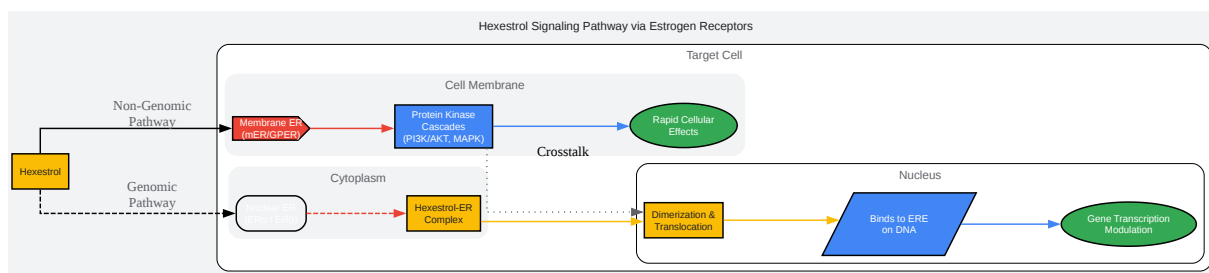 Hexestrol Signaling Pathway via Estrogen Receptors
Target Cell
Cell Membrane
Non-Genomic
Pathway
Membrane ER
(mER/GPER)
Protein Kinase
Cascades
(PI3K/AKT, MAPK)
Rapid Cellular
Effects
Crosstalk
Hexestrol
Genomic
Pathway
Cytoplasm
Hexestrol-ER
Complex
Nucleus
Dimerization &
Translocation
Binds to ERE
on DNA
Gene Transcription
Modulation